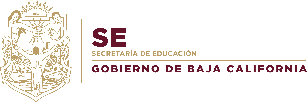 SE
SECRETARÍA DE EDUCACIÓN
GOBIERNO DE BAJA CALIFORNIA